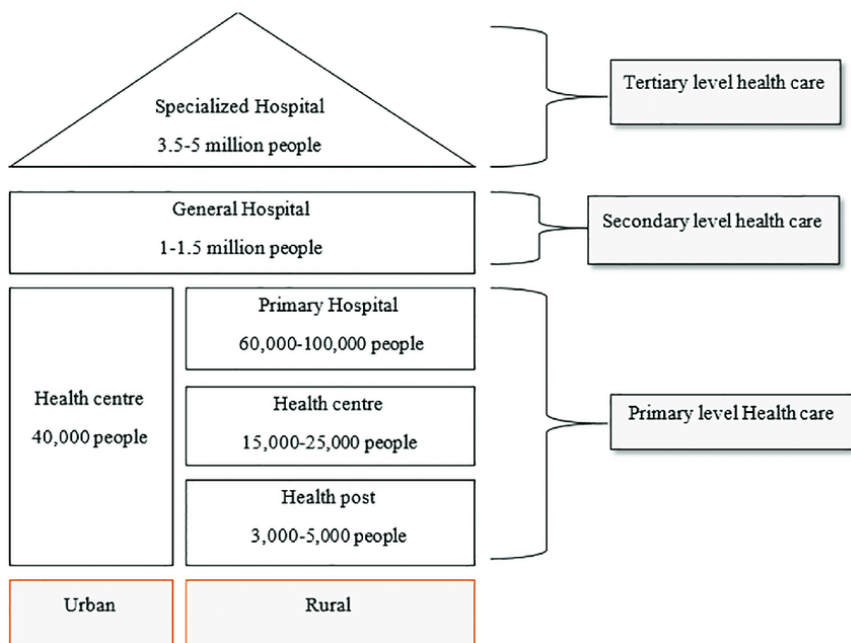 Specialized Hospital
3.5-5 million people
Tertiary level health care
General Hospital
1-1.5 million people
Secondary level health care
Health centre
40,000 people
Primary Hospital
60,000-100,000 people
Health centre
15,000-25,000 people
Health post
3,000-5,000 people
Primary level Health care
Urban
Rural